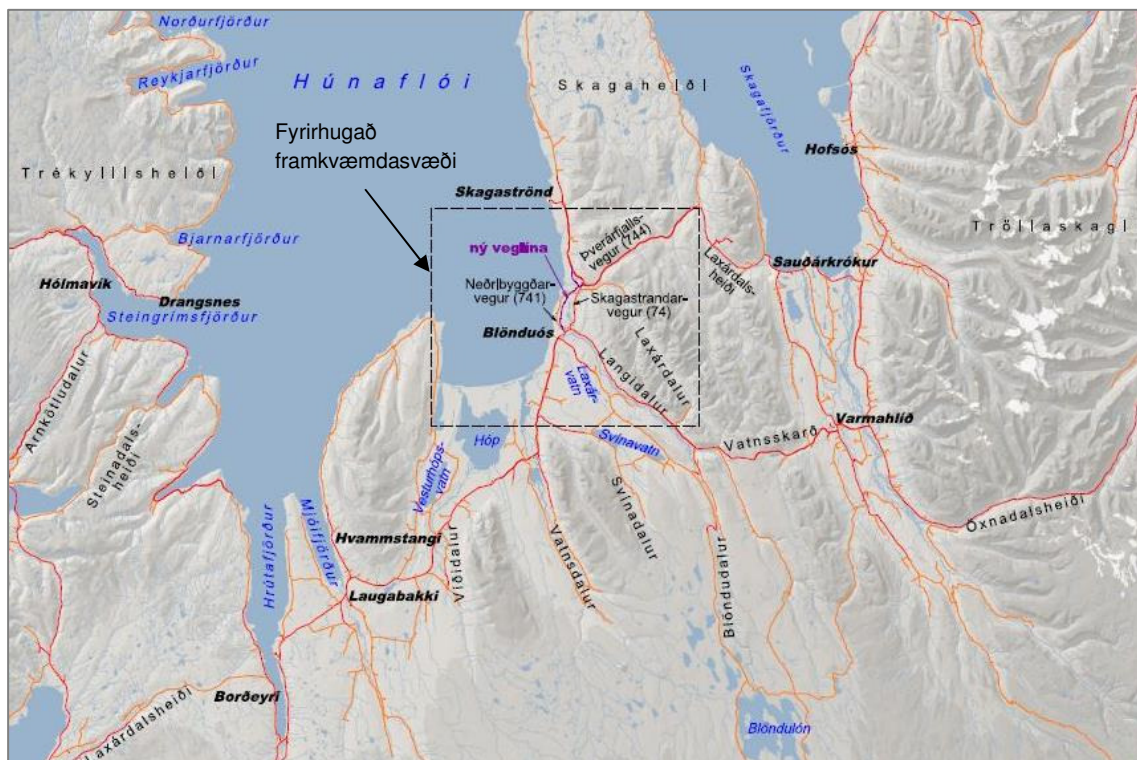 Norðurfjörður
Reykjarfjörður
Húnaflói
Skagaheiði
Skagafjörður
Fyrirhugað
framkvæmdasvæði
Hofsós
Trékyllisheiði
Skagaströnd
Tröllaskagi
Bjarnarfjörður
Þverárfjalls-
vegur (744)
ný veglína
Laxárdals-
heiði
Sauðárkrókur
Hólmavík
Drangsnes
Neðribyggðar-
vegur (741)
Skagastrandar-
vegur (74)
Steingrímsfjörður
Blönduós
Laxárdalur
Langidalur
Laxár-
vatn
Arnkötludalur
Steinadals-
heiði
Varmahlíð
Hóp
Svínavatn
Vatnsskarð
Vesturhóps-
vatn
Svínadalur
Öxnadalsheiði
Mjóifjörður
Hvammstangi
Víðidalur
Vatnsdalur
Hrútafjörður
Laugabakki
Blöndudalur
Borðeyri
Laxárdalsheiði
Blöndulón